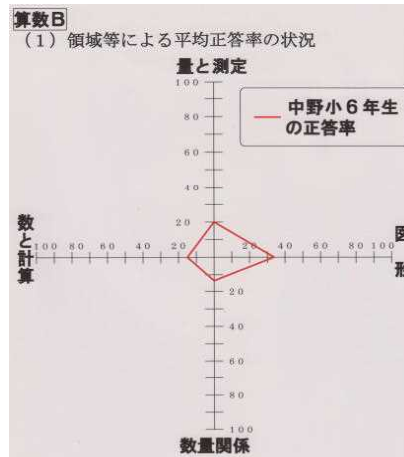 算数B
(1) 領域等による平均正答率の状況
量と測定
100
80
60
40
20
中野小6年生
の正答率
数と計算
100 80 60 40 20
20 40 60 80 100
図形
20
40
60
80
100
数量関係